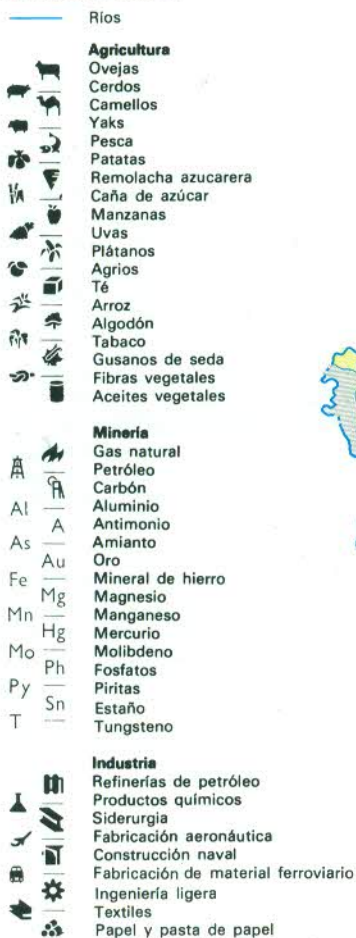 Ríos
Agricultura
Ovejas
Cerdos
Camellos
Yaks
Pesca
Patatas
Remolacha azucarera
Caña de azúcar
Manzanas
Uvas
Plátanos
Agrios
Té
Arroz
Algodón
Tabaco
Gusanos de seda
Fibras vegetales
Aceites vegetales
Minería
Gas natural
Petróleo
Carbón
Al Aluminio
A Antimonio
As Amianto
Au Oro
Fe Mineral de hierro
Mg Magnesio
Mn Manganeso
Hg Mercurio
Mo Molibdeno
Ph Fosfatos
Py Piritas
Sn Estaño
T Tungsteno
Industria
Refinerías de petróleo
Productos químicos
Siderurgia
Fabricación aeronáutica
Construcción naval
Fabricación de material ferroviario
Ingeniería ligera
Textiles
Papel y pasta de papel